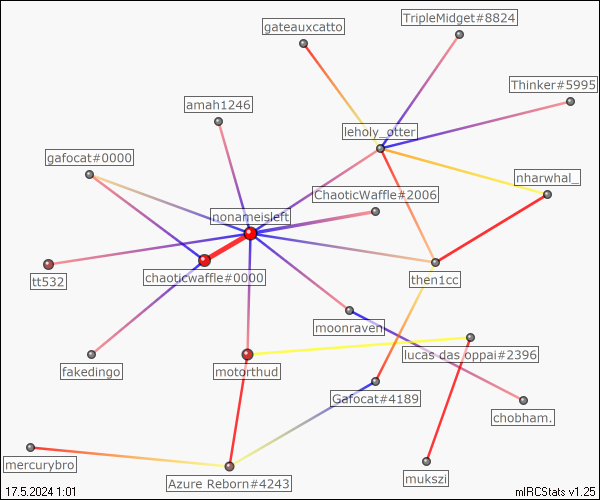 TripleMidget#8824
gateauxcatto
Thinker#5995
amah1246
leholy_otter
gafocat#0000
nharwhal_
ChaoticWaffle#2006
nonameisleft
tt532
chaoticwaffle#0000
then1cc
moonraven
lucas das oppai#2396
fakedingo
motorthud
Gafocat#4189
chobham.
mercurybro
mukszi
Azure Reborn#4243
17.5.2024 1:01
mIRCStats v1.25